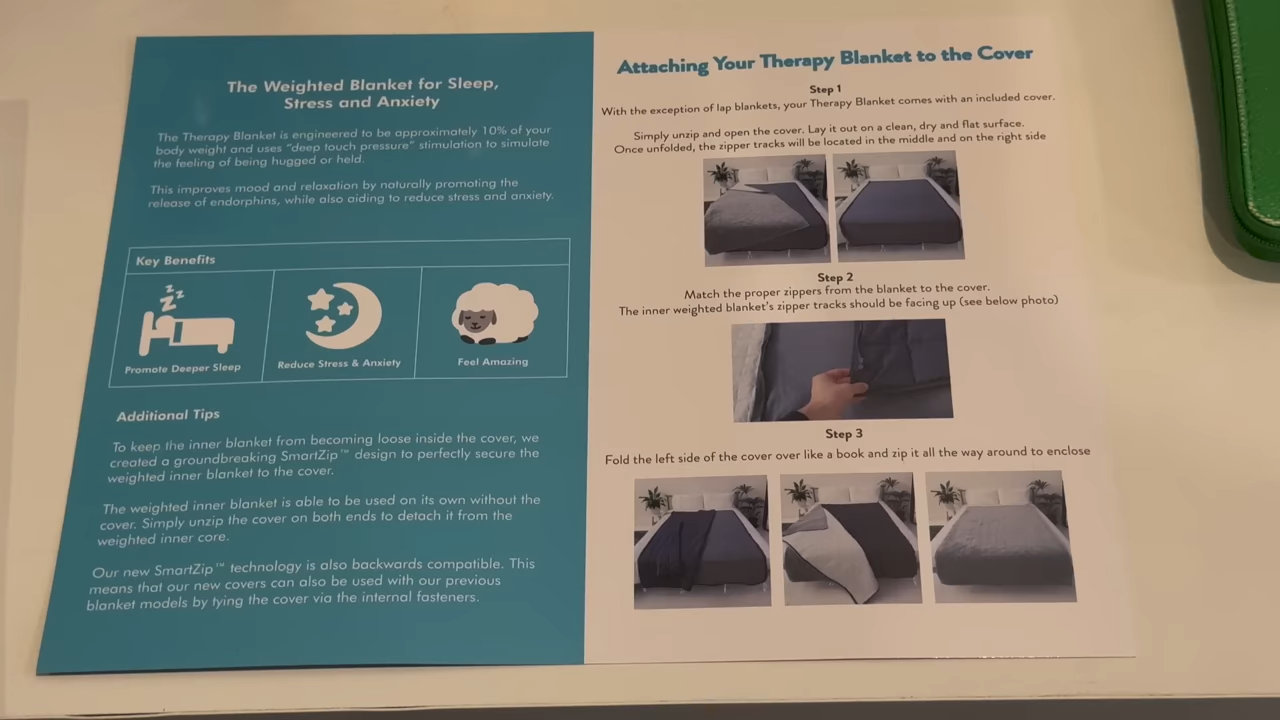 The Weighted Blanket for Sleep,
Stress and Anxiety
The Therapy Blanket is engineered to be approximately 10% of your
body weight and uses “deep touch pressure” stimulation to simulate
the feeling of being hugged or held.
This improves mood and relaxation by naturally promoting the
release of endorphins, while also aiding to reduce stress and anxiety.
Key Benefits
Z Z Z
Promote Deeper Sleep
Reduce Stress & Anxiety
Feel Amazing
Additional Tips
To keep the inner blanket from becoming loose inside the cover, we
created a groundbreaking SmartZip™ design to perfectly secure the
weighted inner blanket to the cover.
The weighted inner blanket is able to be used on its own without the
cover. Simply unzip the cover on both ends to detach it from the
weighted inner core.
Our new SmartZip™ technology is also backwards compatible. This
means that our new covers can also be used with our previous
blanket models by tying the cover via the internal fasteners.
Attaching Your Therapy Blanket to the Cover
Step 1
With the exception of lap blankets, your Therapy Blanket comes with an included cover.
Simply unzip and open the cover. Lay it out on a clean, dry and flat surface.
Once unfolded, the zipper tracks will be located in the middle and on the right side
Step 2
Match the proper zippers from the blanket to the cover.
The inner weighted blanket's zipper tracks should be facing up (see below photo)
Step 3
Fold the left side of the cover over like a book and zip it all the way around to enclose